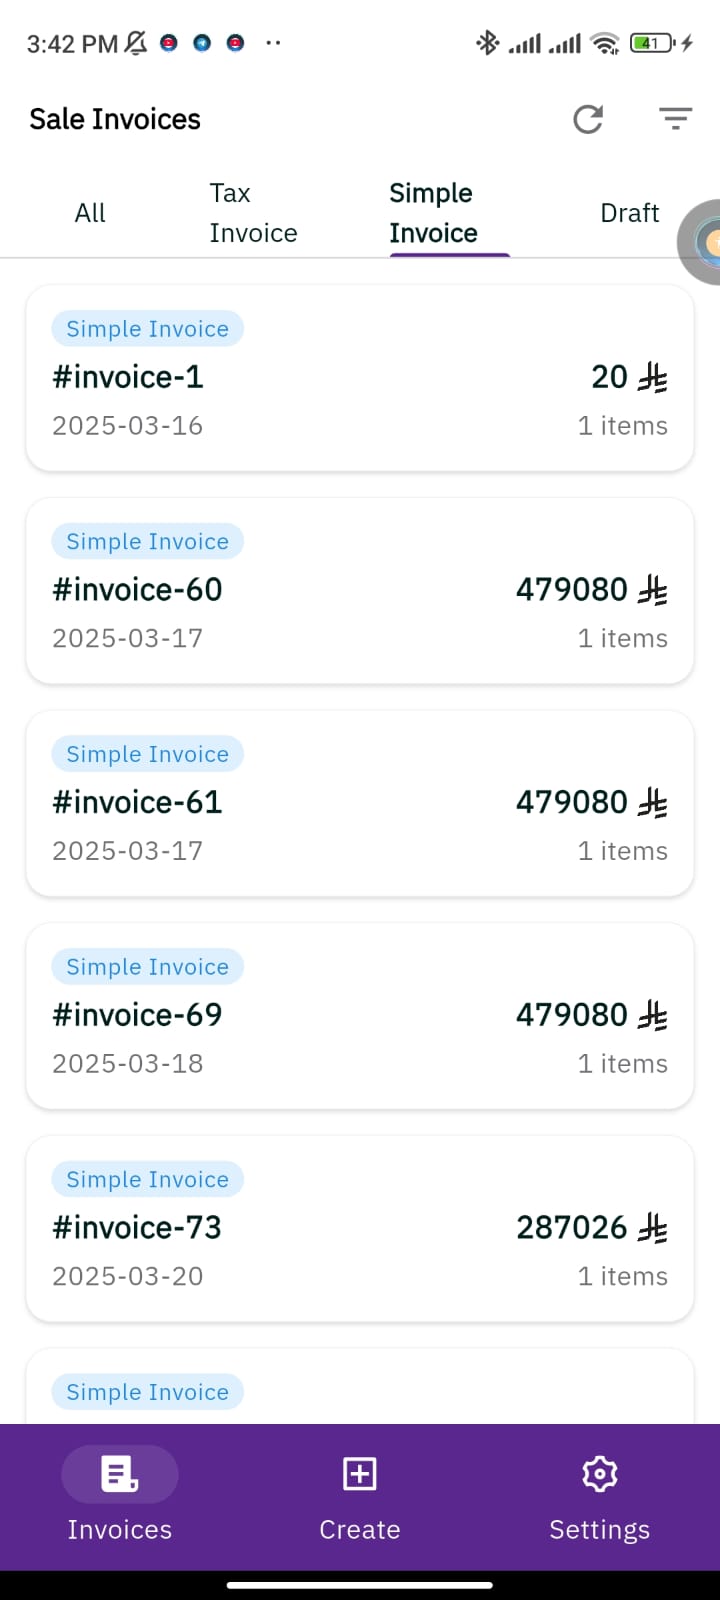 3:42 PM
41
Sale Invoices
All
Tax Invoice
Simple Invoice
Draft
Simple Invoice
#invoice-1
20
2025-03-16
1 items
Simple Invoice
#invoice-60
479080
2025-03-17
1 items
Simple Invoice
#invoice-61
479080
2025-03-17
1 items
Simple Invoice
#invoice-69
479080
2025-03-18
1 items
Simple Invoice
#invoice-73
287026
2025-03-20
1 items
Simple Invoice
Invoices
Create
Settings